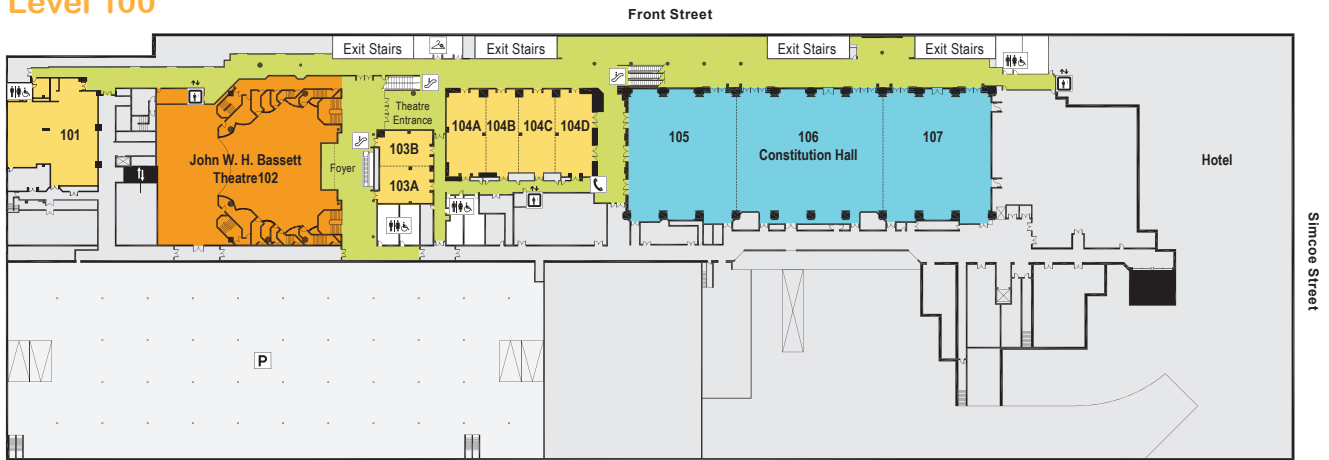 Level 100
Front Street
Exit Stairs
Exit Stairs
Exit Stairs
Exit Stairs
Theatre
Entrance
101
John W. H. Bassett
Theatre102
Foyer
103B
103A
104A
104B
104C
104D
105
106
Constitution Hall
107
Hotel
Simcoe Street
P